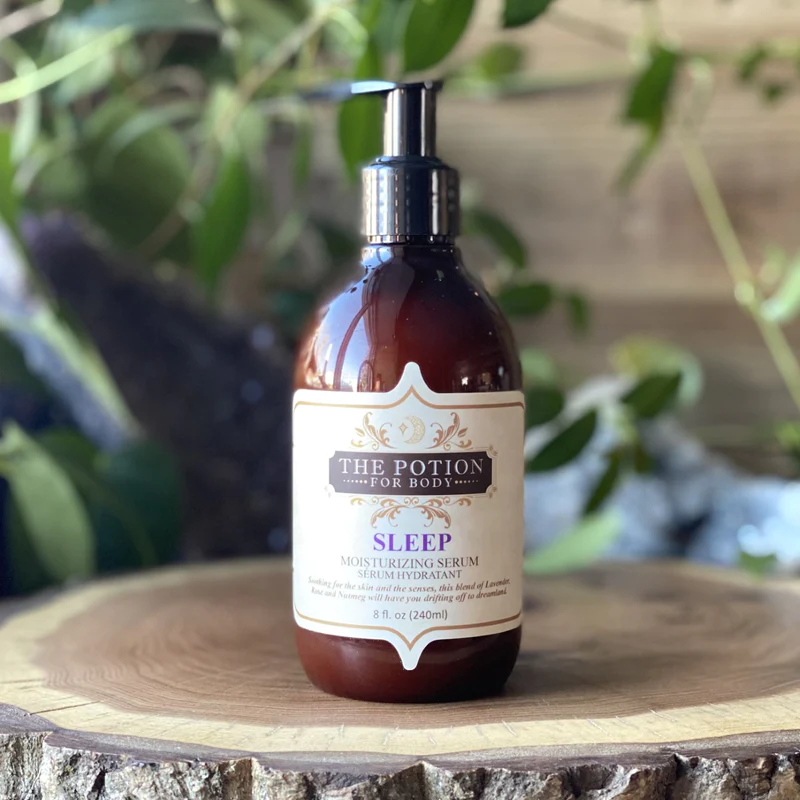 THE POTION
FOR BODY
SLEEP
MOISTURIZING SERUM
SÉRUM HYDRATANT
Soothing for the skin and the senses, this blend of Lavender,
Rose and Nutmeg will have you drifting off to dreamland.
8 fl. oz (240ml)